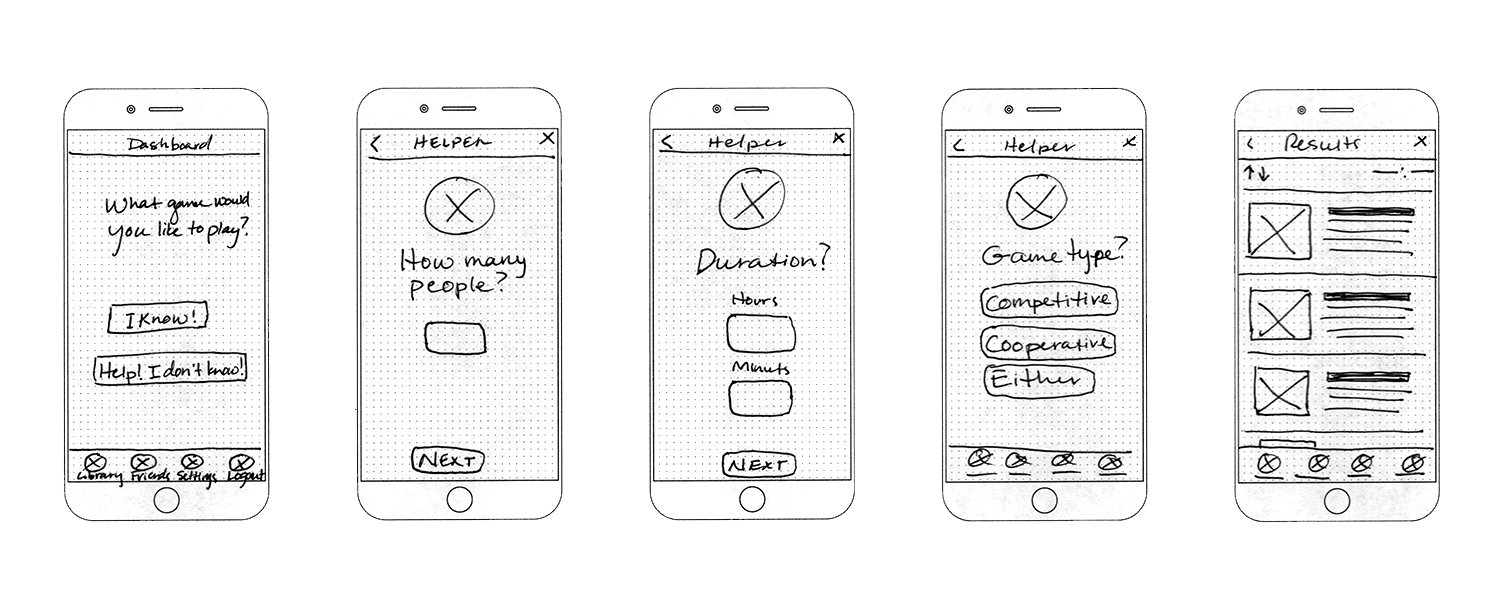 Dashboard
What game would
you like to play?
I Know!
Help! I don't know!
Library Friends Settings Logout
HELPER
How many
people?
NEXT
Helper
Duration?
Hours
Minuts
NEXT
Helper
Game type?
Competitive
Cooperative
Either
Results